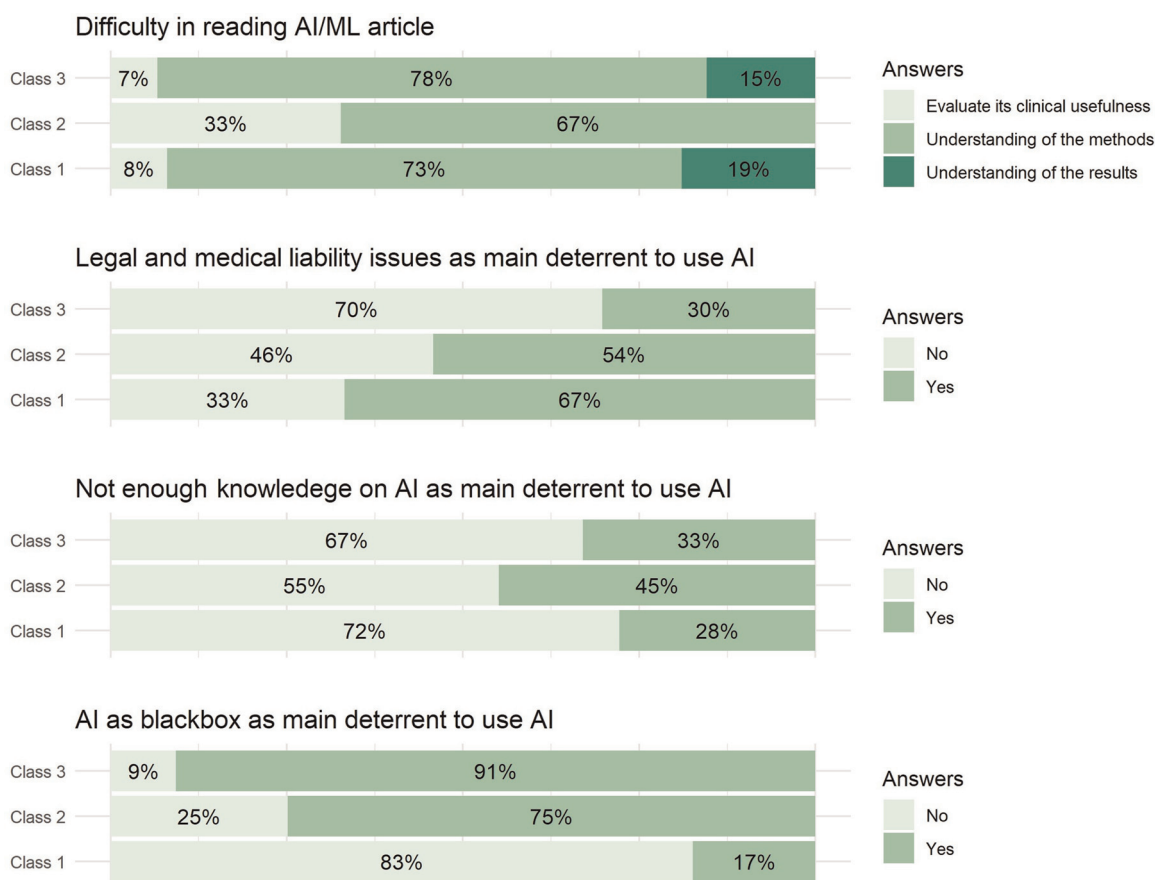 Difficulty in reading AI/ML article
Class 3 7% 78% 15%
Class 2 33% 67%
Class 1 8% 73% 19%
Answers
Evaluate its clinical usefulness
Understanding of the methods
Understanding of the results
Legal and medical liability issues as main deterrent to use AI
Class 3 70% 30%
Class 2 46% 54%
Class 1 33% 67%
Answers
No
Yes
Not enough knowledege on AI as main deterrent to use AI
Class 3 67% 33%
Class 2 55% 45%
Class 1 72% 28%
Answers
No
Yes
AI as blackbox as main deterrent to use AI
Class 3 9% 91%
Class 2 25% 75%
Class 1 83% 17%
Answers
No
Yes